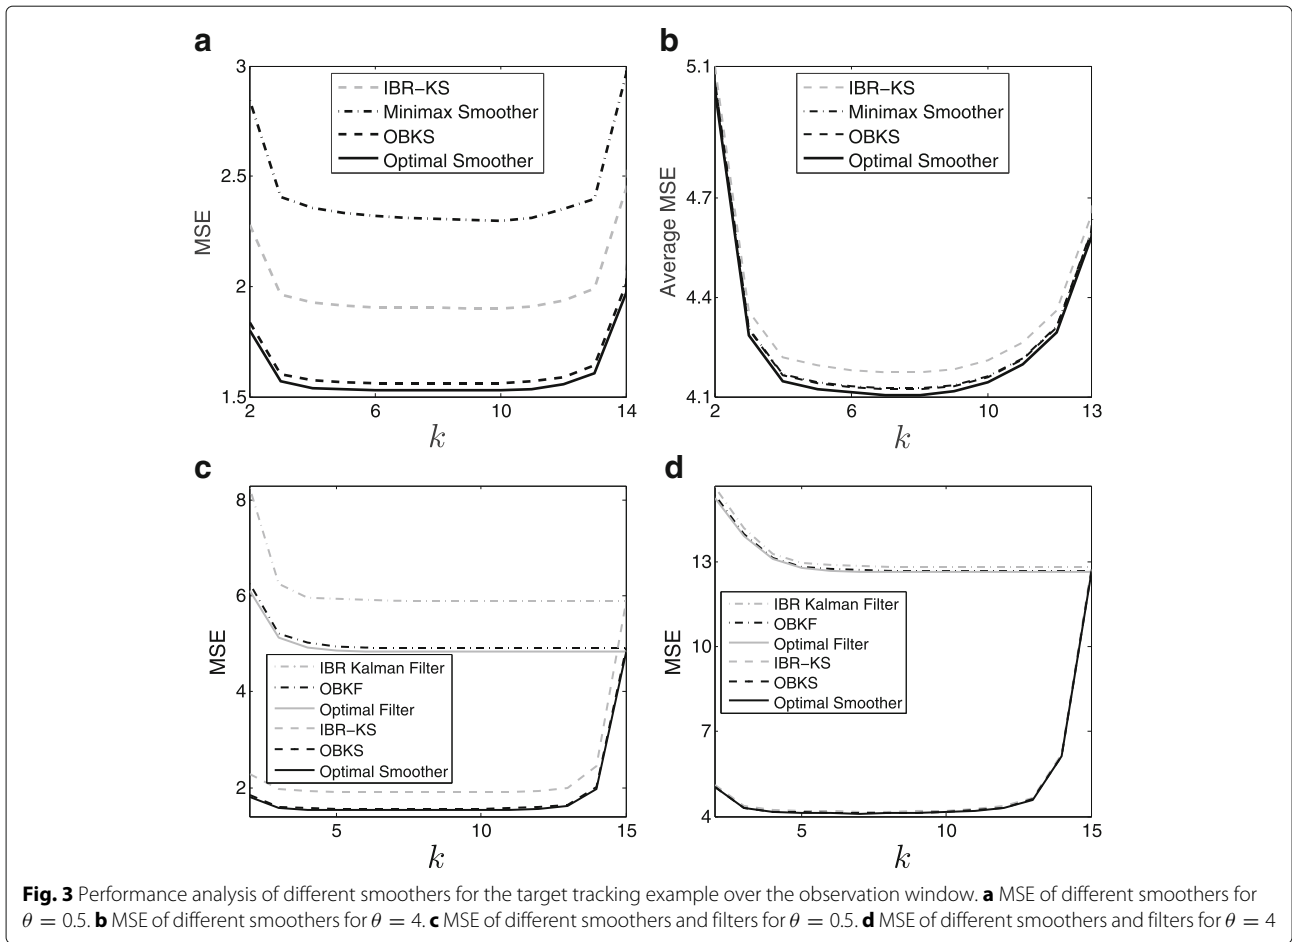 a
3
2.5
2
1.5
MSE
IBR−KS
Minimax Smoother
OBKS
Optimal Smoother
2
6
10
14
k
b
5.1
4.7
4.4
4.1
Average MSE
IBR−KS
Minimax Smoother
OBKS
Optimal Smoother
2
6
10
13
k
c
8
6
4
2
MSE
IBR Kalman Filter
OBKF
Optimal Filter
IBR−KS
OBKS
Optimal Smoother
5
10
15
k
d
13
10
7
4
MSE
IBR Kalman Filter
OBKF
Optimal Filter
IBR−KS
OBKS
Optimal Smoother
5
10
15
k
Fig. 3 Performance analysis of different smoothers for the target tracking example over the observation window. a MSE of different smoothers for
θ = 0.5. b MSE of different smoothers for θ = 4. c MSE of different smoothers and filters for θ = 0.5. d MSE of different smoothers and filters for θ = 4